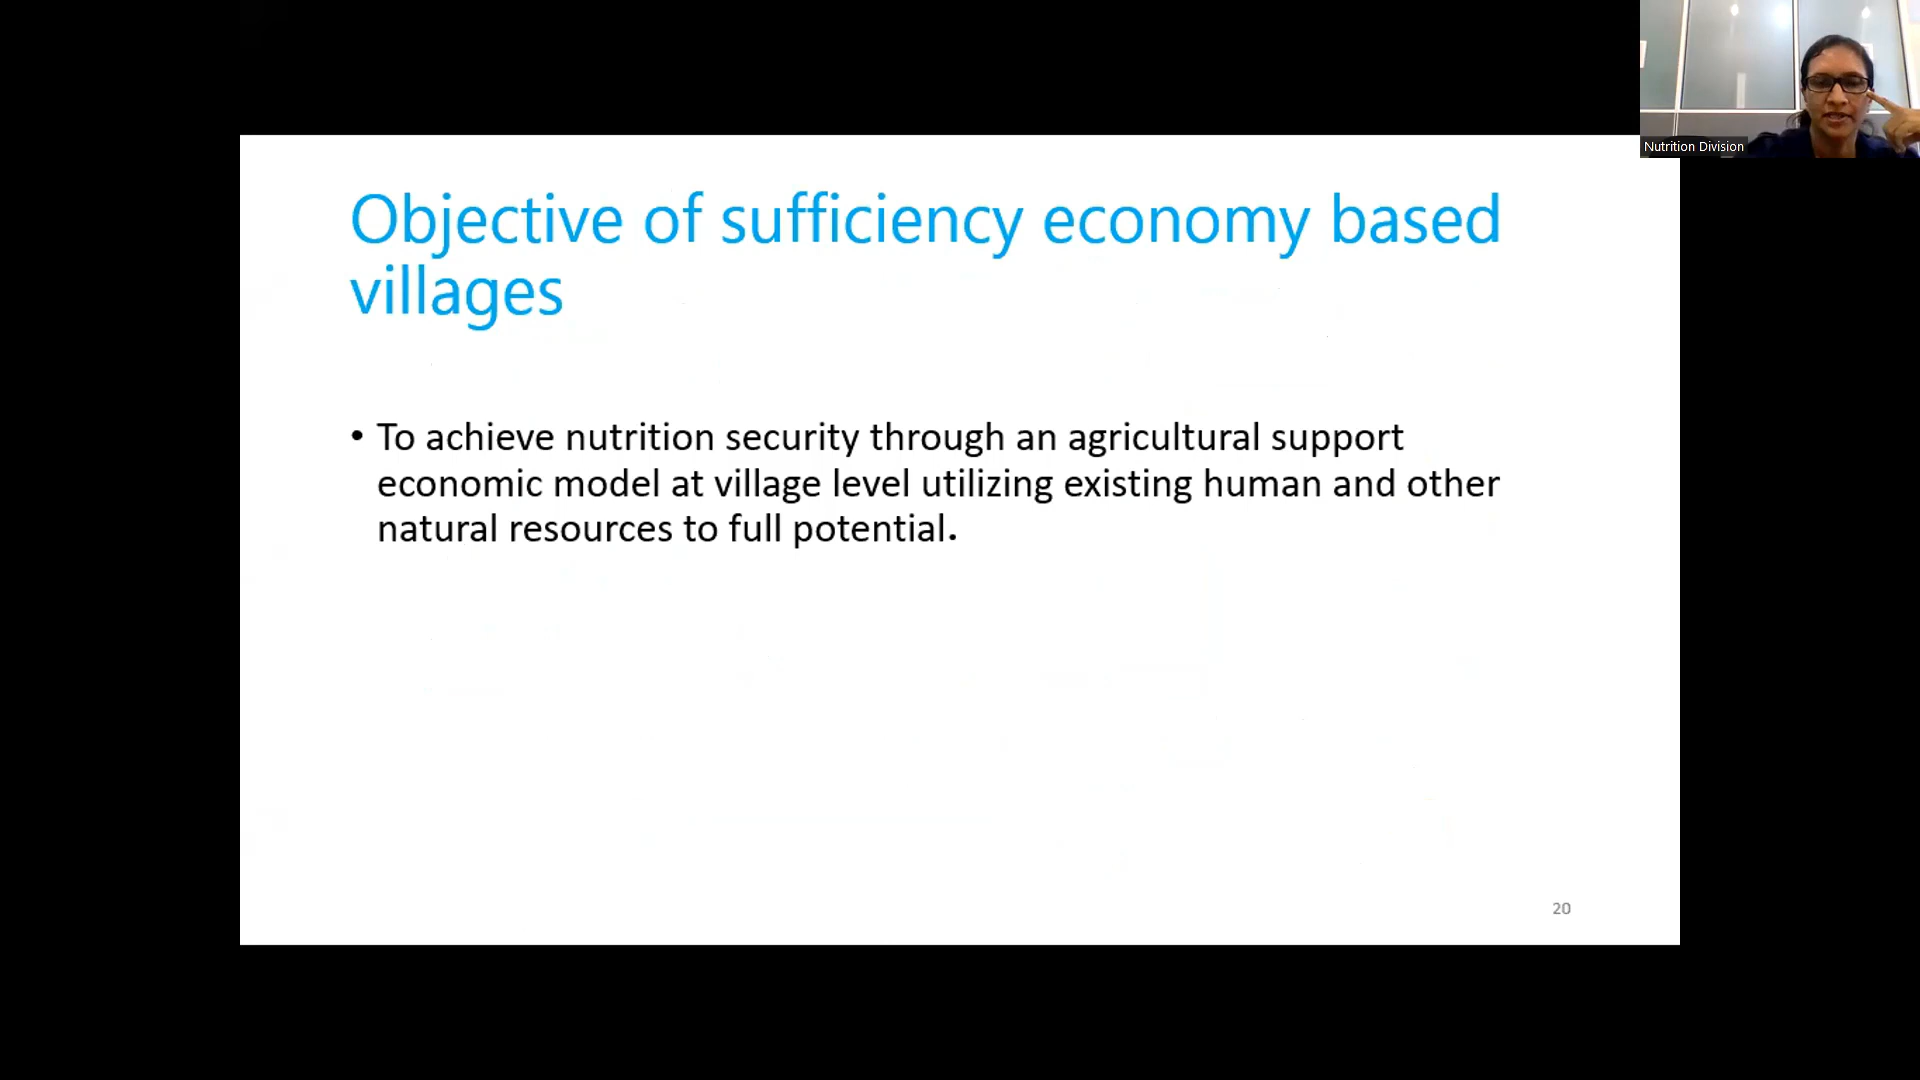 Nutrition Division
Objective of sufficiency economy based
villages
• To achieve nutrition security through an agricultural support
economic model at village level utilizing existing human and other
natural resources to full potential.
20